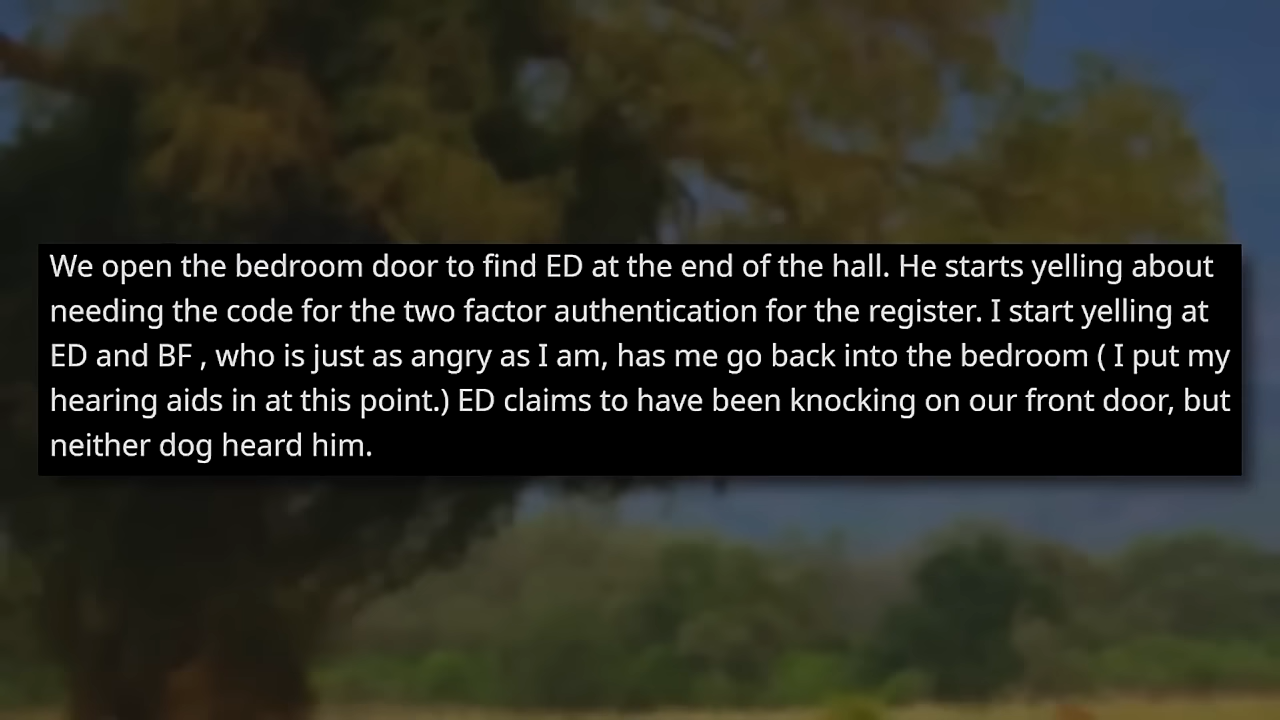 We open the bedroom door to find ED at the end of the hall. He starts yelling about
needing the code for the two factor authentication for the register. I start yelling at
ED and BF , who is just as angry as I am, has me go back into the bedroom ( I put my
hearing aids in at this point.) ED claims to have been knocking on our front door, but
neither dog heard him.